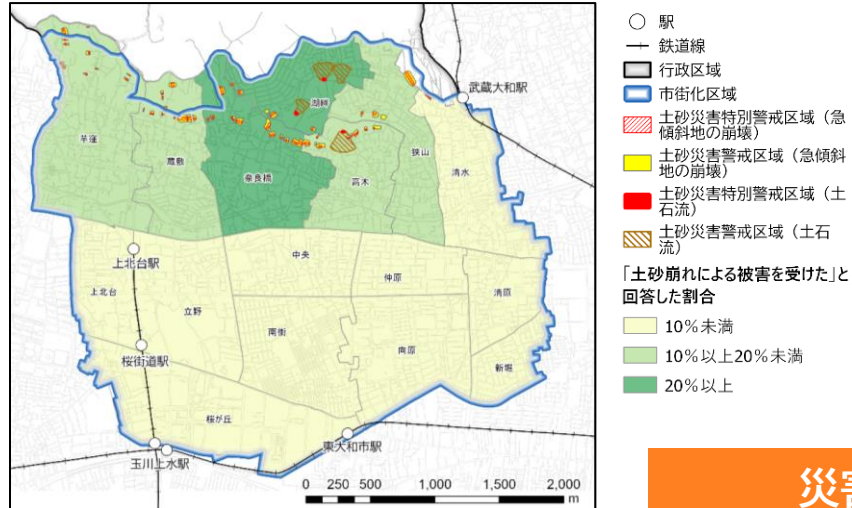 武蔵大和駅
湖畔
芋窪
蔵敷
狭山
清水
奈良橋
高木
中央
上北台駅
仲原
上北台
清原
立野
南街
向原
桜街道駅
新堀
桜が丘
東大和市駅
玉川上水駅
0 250 500 1,000 1,500 2,000
m
駅
鉄道線
行政区域
市街化区域
土砂災害特別警戒区域（急
傾斜地の崩壊）
土砂災害警戒区域（急傾斜
地の崩壊）
土砂災害特別警戒区域（土
石流）
土砂災害警戒区域（土石
流）
「土砂崩れによる被害を受けた」と
回答した割合
10％未満
10％以上20％未満
20％以上
災害